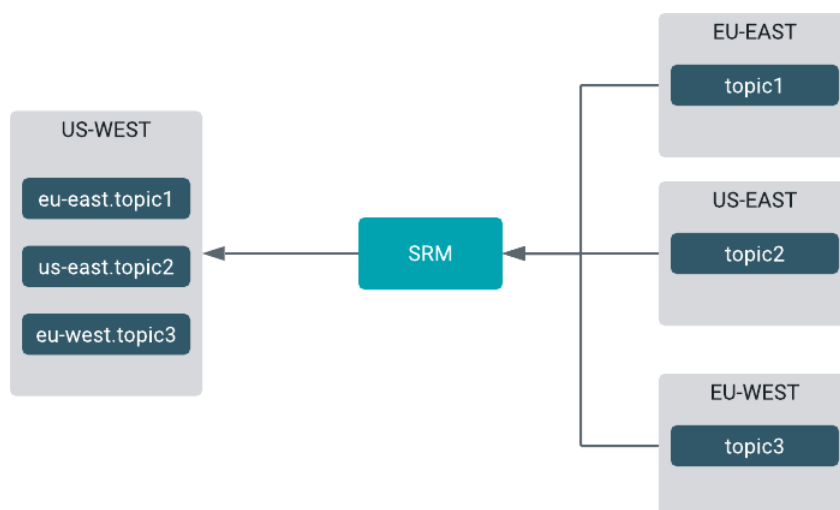 US-WEST
eu-east.topic1
us-east.topic2
eu-west.topic3
SRM
EU-EAST
topic1
US-EAST
topic2
EU-WEST
topic3